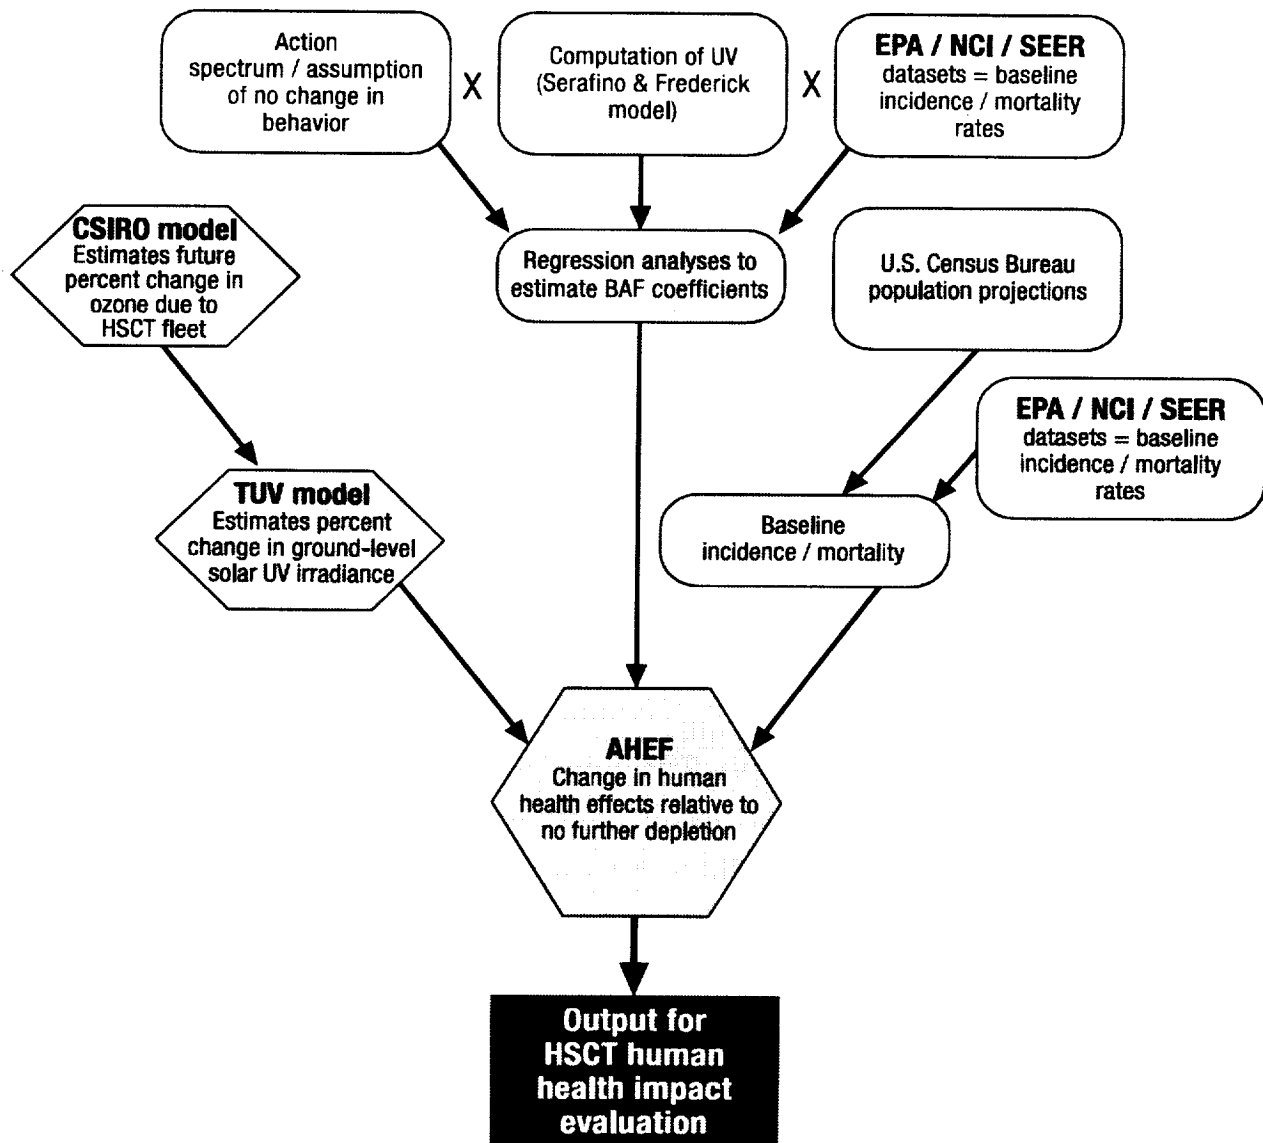 Action
spectrum / assumption
of no change in
behavior
X
Computation of UV
(Serafino & Frederick
model)
X
EPA / NCI / SEER
datasets = baseline
incidence / mortality
rates
CSIRO model
Estimates future
percent change in
ozone due to
HSCT fleet
Regression analyses to
estimate BAF coefficients
U.S. Census Bureau
population projections
EPA / NCI / SEER
datasets = baseline
incidence / mortality
rates
TUV model
Estimates percent
change in ground-level
solar UV irradiance
Baseline
incidence / mortality
AHEF
Change in human
health effects relative to
no further depletion
Output for
HSCT human
health impact
evaluation